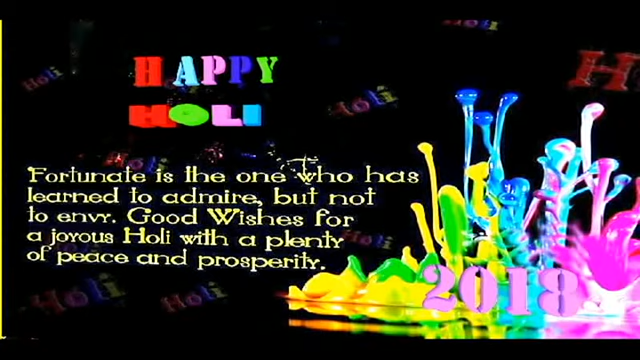 Holi
HAPPY
Holi
HOLI
Holi
Fortunate is the one who has
learned to admire, but not
to envy. Good Wishes for
a joyous Holi with a plenty
of peace and prosperity.
Holi
Holi
2018